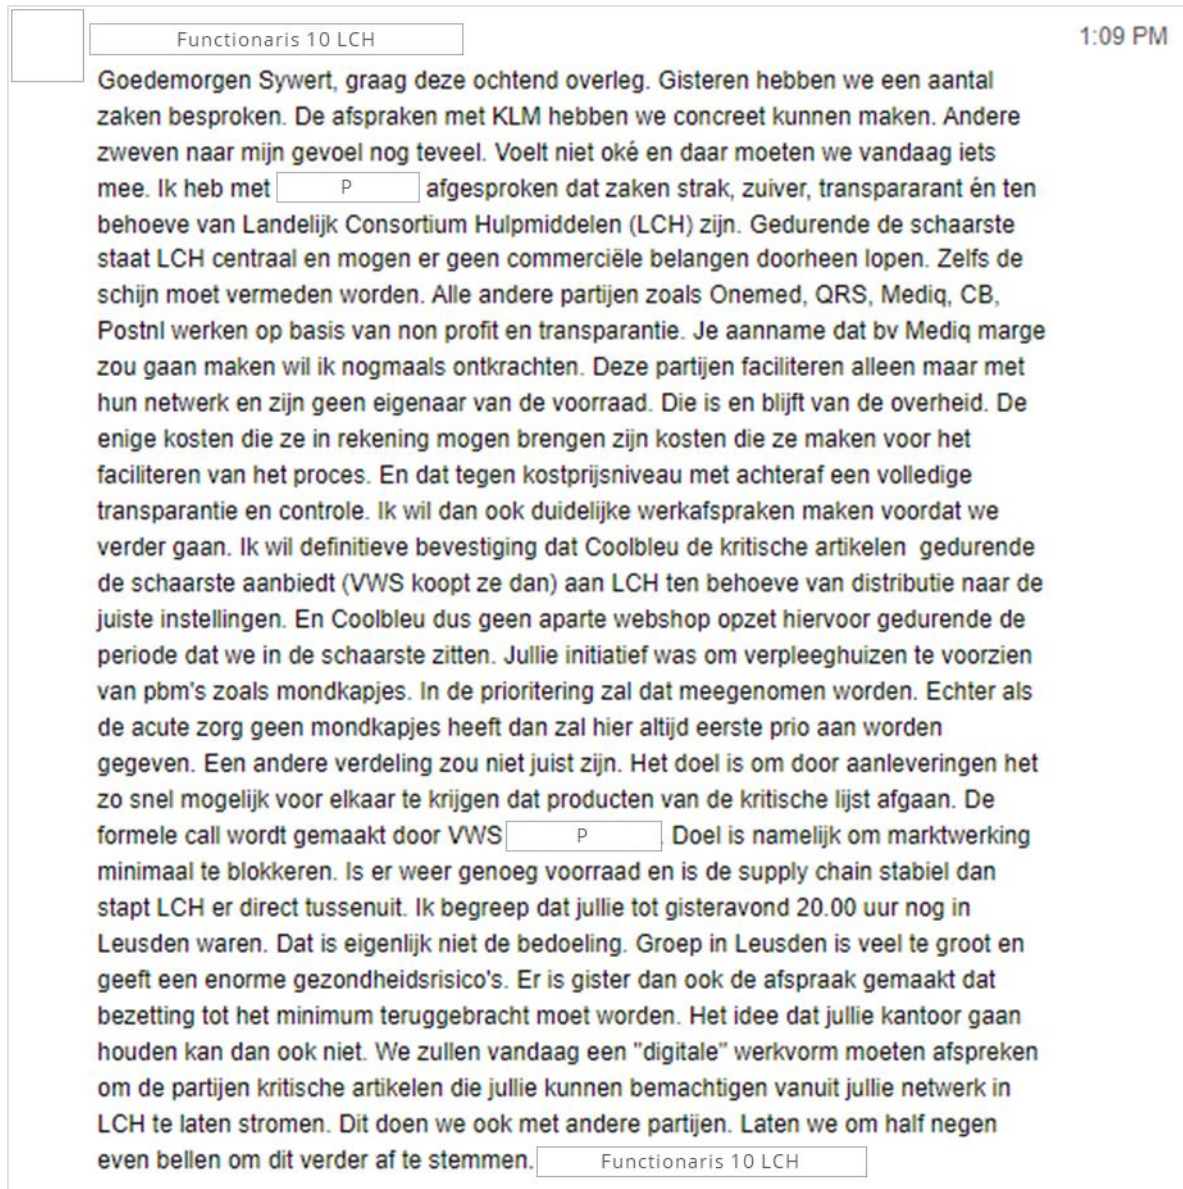 Functionaris 10 LCH
1:09 PM
Goedemorgen Sywert, graag deze ochtend overleg. Gisteren hebben we een aantal
zaken besproken. De afspraken met KLM hebben we concreet kunnen maken. Andere
zweven naar mijn gevoel nog teveel. Voelt niet oké en daar moeten we vandaag iets
mee. Ik heb met P afgesproken dat zaken strak, zuiver, transpararant én ten
behoeve van Landelijk Consortium Hulpmiddelen (LCH) zijn. Gedurende de schaarste
staat LCH centraal en mogen er geen commerciële belangen doorheen lopen. Zelfs de
schijn moet vermeden worden. Alle andere partijen zoals Onemed, QRS, Mediq, CB,
Postnl werken op basis van non profit en transparantie. Je aanname dat bv Mediq marge
zou gaan maken wil ik nogmaals ontkrachten. Deze partijen faciliteren alleen maar met
hun netwerk en zijn geen eigenaar van de voorraad. Die is en blijft van de overheid. De
enige kosten die ze in rekening mogen brengen zijn kosten die ze maken voor het
faciliteren van het proces. En dat tegen kostprijsniveau met achteraf een volledige
transparantie en controle. Ik wil dan ook duidelijke werkafspraken maken voordat we
verder gaan. Ik wil definitieve bevestiging dat Coolbleu de kritische artikelen gedurende
de schaarste aanbiedt (VWS koopt ze dan) aan LCH ten behoeve van distributie naar de
juiste instellingen. En Coolbleu dus geen aparte webshop opzet hiervoor gedurende de
periode dat we in de schaarste zitten. Jullie initiatief was om verpleeghuizen te voorzien
van pbm's zoals mondkapjes. In de prioritering zal dat meegenomen worden. Echter als
de acute zorg geen mondkapjes heeft dan zal hier altijd eerste prio aan worden
gegeven. Een andere verdeling zou niet juist zijn. Het doel is om door aanleveringen het
zo snel mogelijk voor elkaar te krijgen dat producten van de kritische lijst afgaan. De
formele call wordt gemaakt door VWS P. Doel is namelijk om marktwerking
minimaal te blokkeren. Is er weer genoeg voorraad en is de supply chain stabiel dan
stapt LCH er direct tussenuit. Ik begreep dat jullie tot gisteravond 20.00 uur nog in
Leusden waren. Dat is eigenlijk niet de bedoeling. Groep in Leusden is veel te groot en
geeft een enorme gezondheidsrisico's. Er is gister dan ook de afspraak gemaakt dat
bezetting tot het minimum teruggebracht moet worden. Het idee dat jullie kantoor gaan
houden kan dan ook niet. We zullen vandaag een "digitale" werkvorm moeten afspreken
om de partijen kritische artikelen die jullie kunnen bemachtigen vanuit jullie netwerk in
LCH te laten stromen. Dit doen we ook met andere partijen. Laten we om half negen
even bellen om dit verder af te stemmen. Functionaris 10 LCH